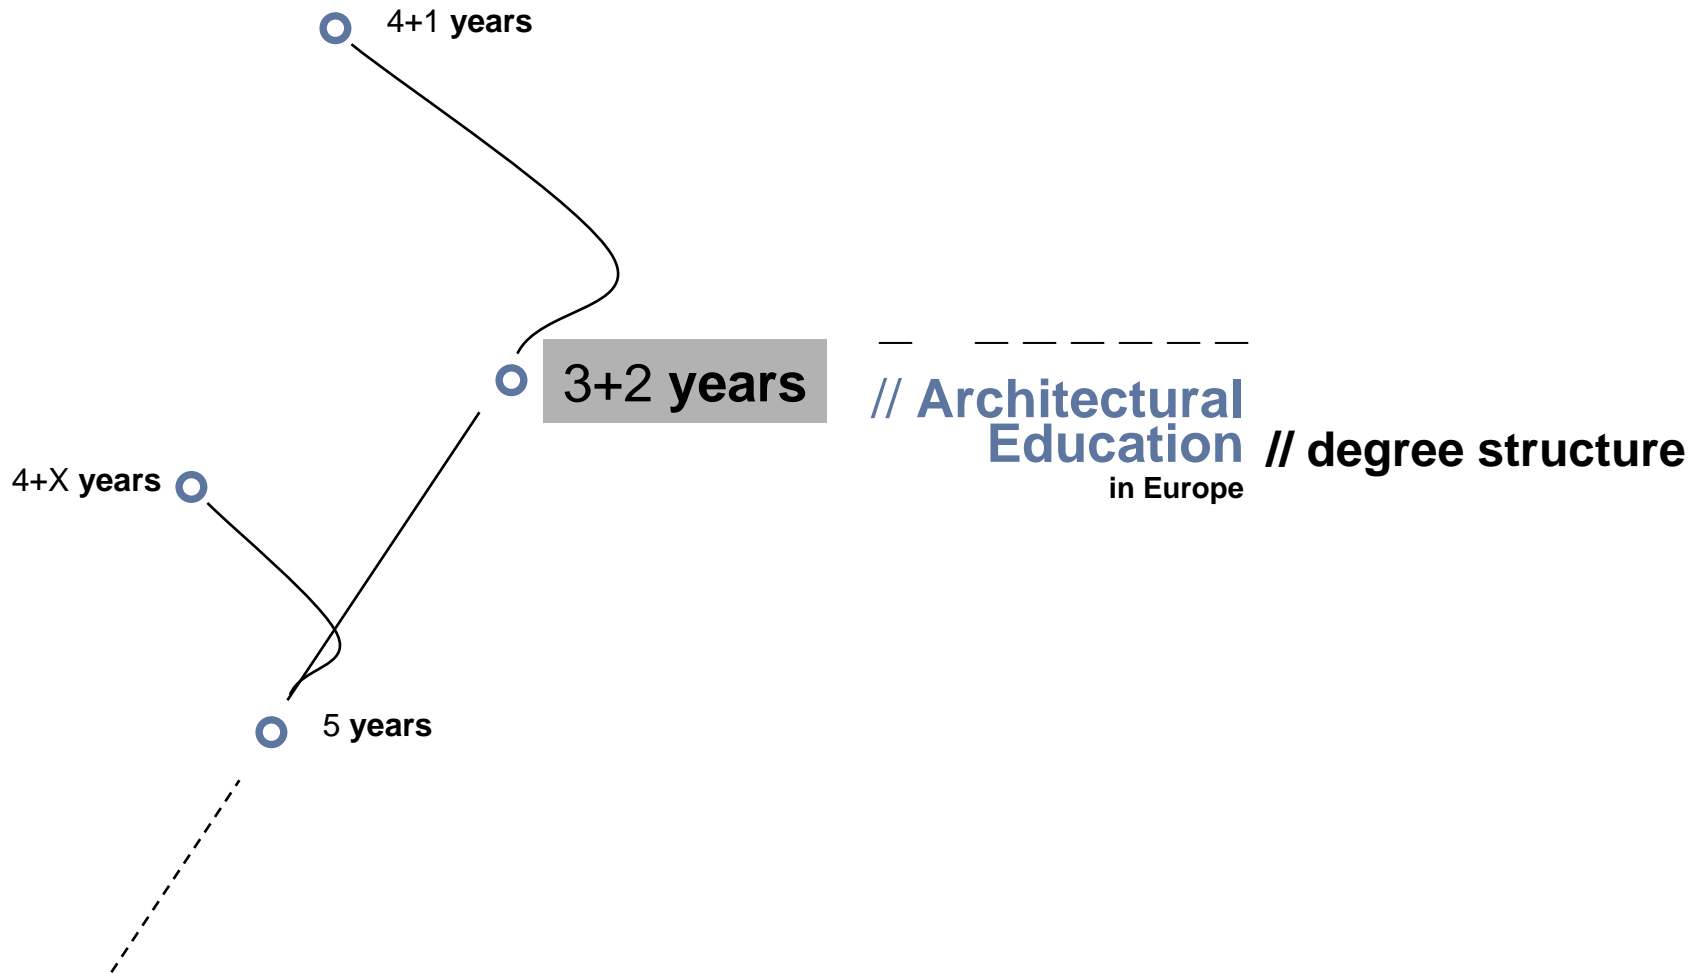 4+1 years
3+2 years
// Architectural
Education
in Europe
// degree structure
4+X years
5 years